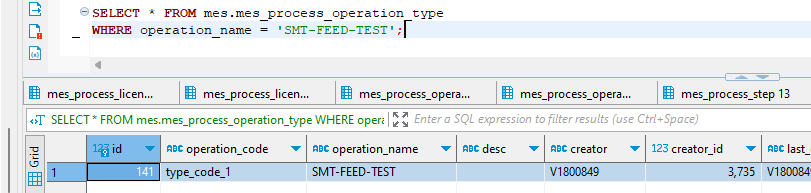 SELECT * FROM mes.mes_process_operation_type
WHERE operation_name = 'SMT-FEED-TEST';
mes_process_licen... mes_process_licen... mes_process_opera... mes_process_opera... mes_process_step 13
SELECT * FROM mes.mes_process_operation_type WHERE opera Enter a SQL expression to filter results (use Ctrl+Space)
Grid
123 id ABC operation_code ABC operation_name ABC desc ABC creator 123 creator_id ABC last_
1 141 type_code_1 SMT-FEED-TEST V1800849 3,735 V180084